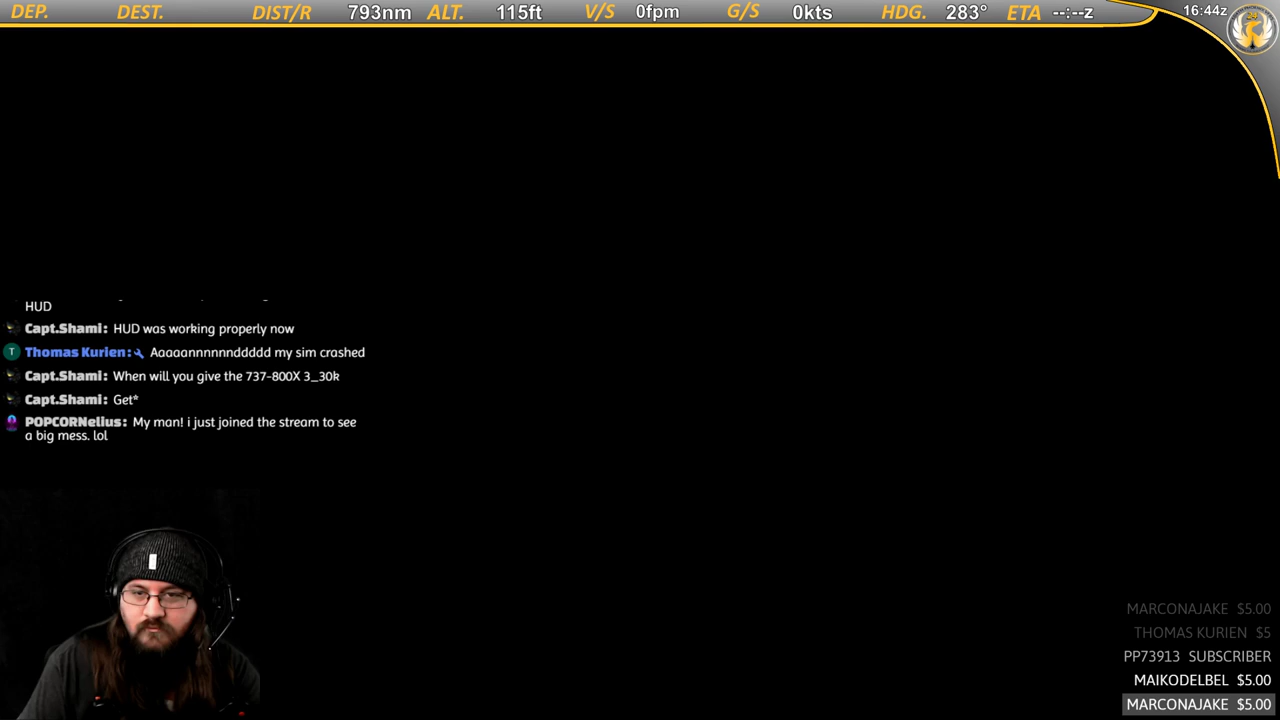 DEP. DEST. DIST/R 793nm ALT. 115ft V/S 0fpm G/S 0kts HDG. 283° ETA --:--z 16:44z
HUD
Capt.Shami: HUD was working properly now
T Thomas Kurien: Aaaaannnnnnddddd my sim crashed
Capt.Shami: When will you give the 737-800X 3_30k
Capt.Shami: Get*
POPCORNelius: My man! i just joined the stream to see
a big mess. lol
MARCONAJAKE $5.00
THOMAS KURIEN $5
PP73913 SUBSCRIBER
MAIKODELBEL $5.00
MARCONAJAKE $5.00